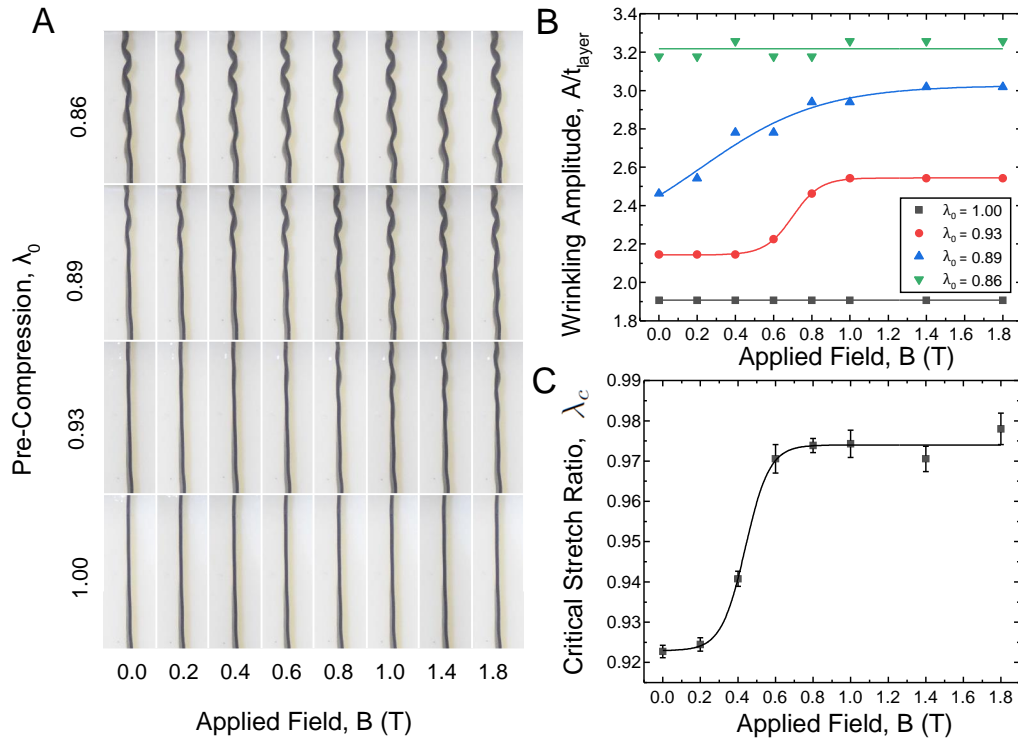 A
Pre-Compression, λ0
0.86
0.89
0.93
1.00
0.0 0.2 0.4 0.6 0.8 1.0 1.4 1.8
Applied Field, B (T)
B
Wrinkling Amplitude, A/tlayer
3.4
3.2
3.0
2.8
2.6
2.4
2.2
2.1
1.9
1.8
λ0 = 1.00
λ0 = 0.93
λ0 = 0.89
λ0 = 0.86
0.0 0.2 0.4 0.6 0.8 1.0 1.2 1.4 1.6 1.8
Applied Field, B (T)
C
Critical Stretch Ratio, λc
0.99
0.98
0.97
0.96
0.94
0.93
0.92
0.0 0.2 0.4 0.6 0.8 1.0 1.2 1.4 1.6 1.8
Applied Field, B (T)